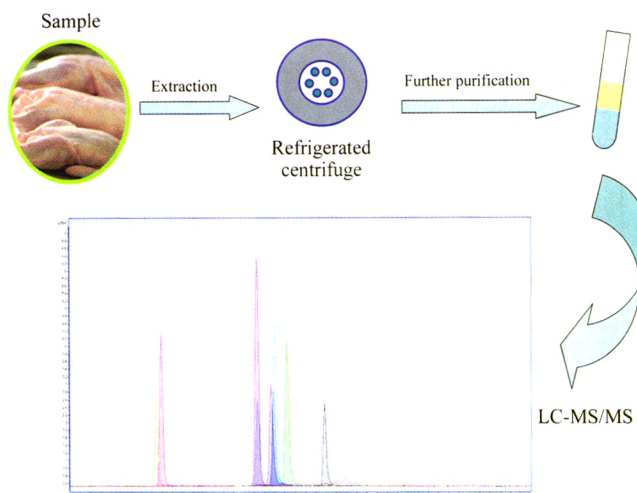 Sample
Extraction
Refrigerated
centrifuge
Further purification
LC-MS/MS